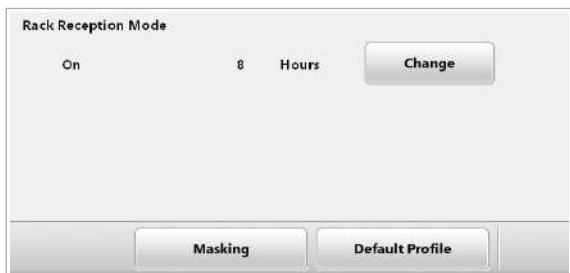 Rack Reception Mode
On 8 Hours Change
Masking Default Profile